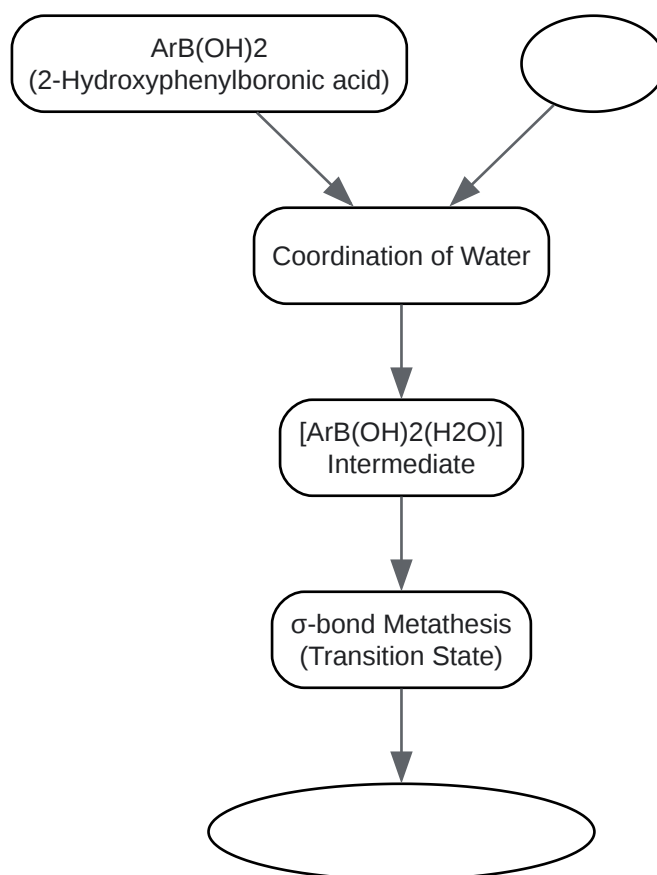 ArB(OH)2
(2-Hydroxyphenylboronic acid)
Coordination of Water
[ArB(OH)2(H2O)]
Intermediate
σ-bond Metathesis
(Transition State)